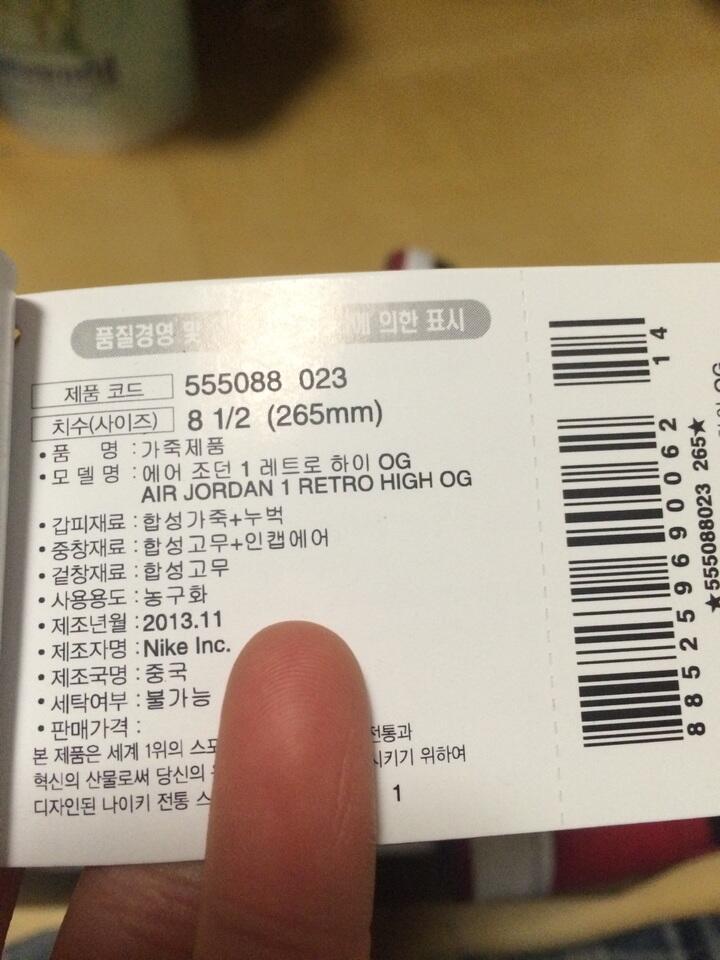 품질경영 및 에 의한 표시
제품 코드 555088 023
치수(사이즈) 8 1/2 (265mm)
• 품 명 : 가죽제품
• 모 델 명 : 에어 조던 1 레트로 하이 OG
AIR JORDAN 1 RETRO HIGH OG
• 갑피재료 : 합성가죽+누벅
• 중창재료 : 합성고무+인캡에어
• 겉창재료 : 합성고무
• 사용용도 : 농구화
• 제조년월 : 2013.11
• 제조자명 : Nike Inc.
• 제조국명 : 중국
• 세탁여부 : 불가능
• 판매가격 :
본 제품은 세계 1위의 스포 전통과
혁신의 산물로써 당신의 시키기 위하여
디자인된 나이키 전통 스
1
14
885259690062
★555088023 265★
OG